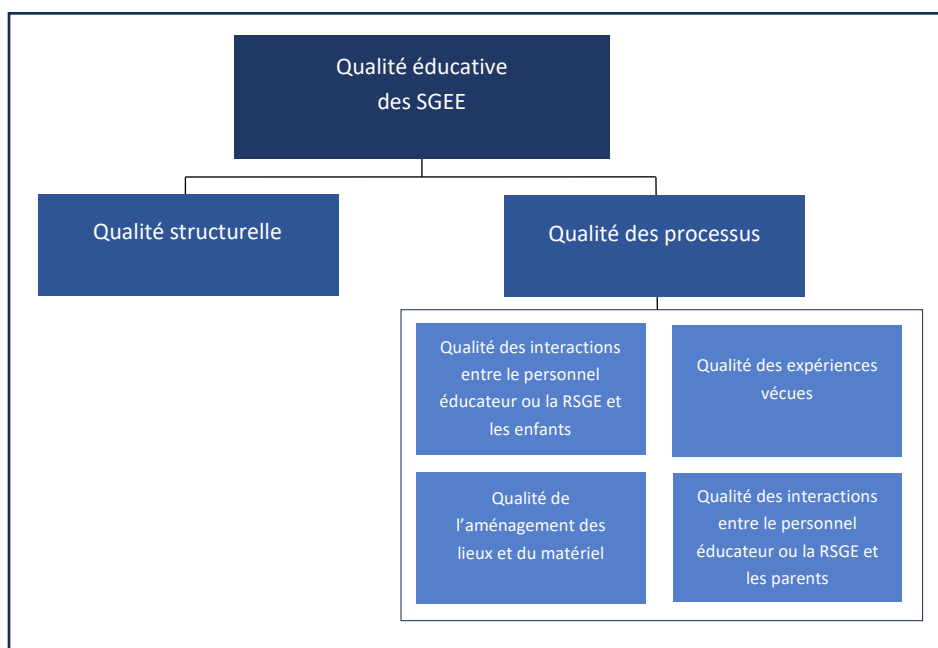 Qualité éducative
des SGEE
Qualité structurelle
Qualité des processus
Qualité des interactions
entre le personnel
éducateur ou la RSGE et
les enfants
Qualité des expériences
vécues
Qualité de
l’aménagement des
lieux et du matériel
Qualité des interactions
entre le personnel
éducateur ou la RSGE et
les parents